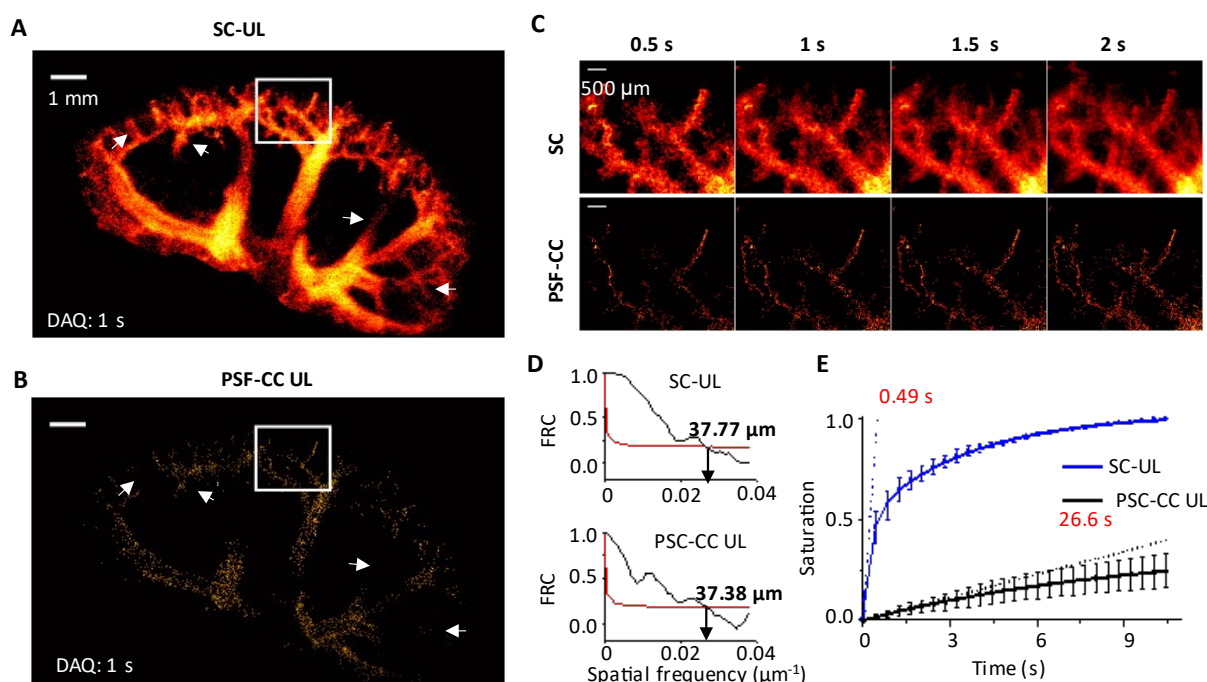 A
SC-UL
1 mm
DAQ: 1 s
B
PSF-CC UL
DAQ: 1 s
C
0.5 s 1 s 1.5 s 2 s
500 µm
SC
PSF-CC
D
1.0
0.5
0.0
FRC
SC-UL
37.77 µm
0 0.02 0.04
1.0
0.5
0.0
FRC
PSC-CC UL
37.38 µm
0 0.02 0.04
Spatial frequency (µm⁻¹)
E
0.49 s
1.0
0.5
0.0
Saturation
SC-UL
PSC-CC UL
26.6 s
0 3 6 9
Time (s)